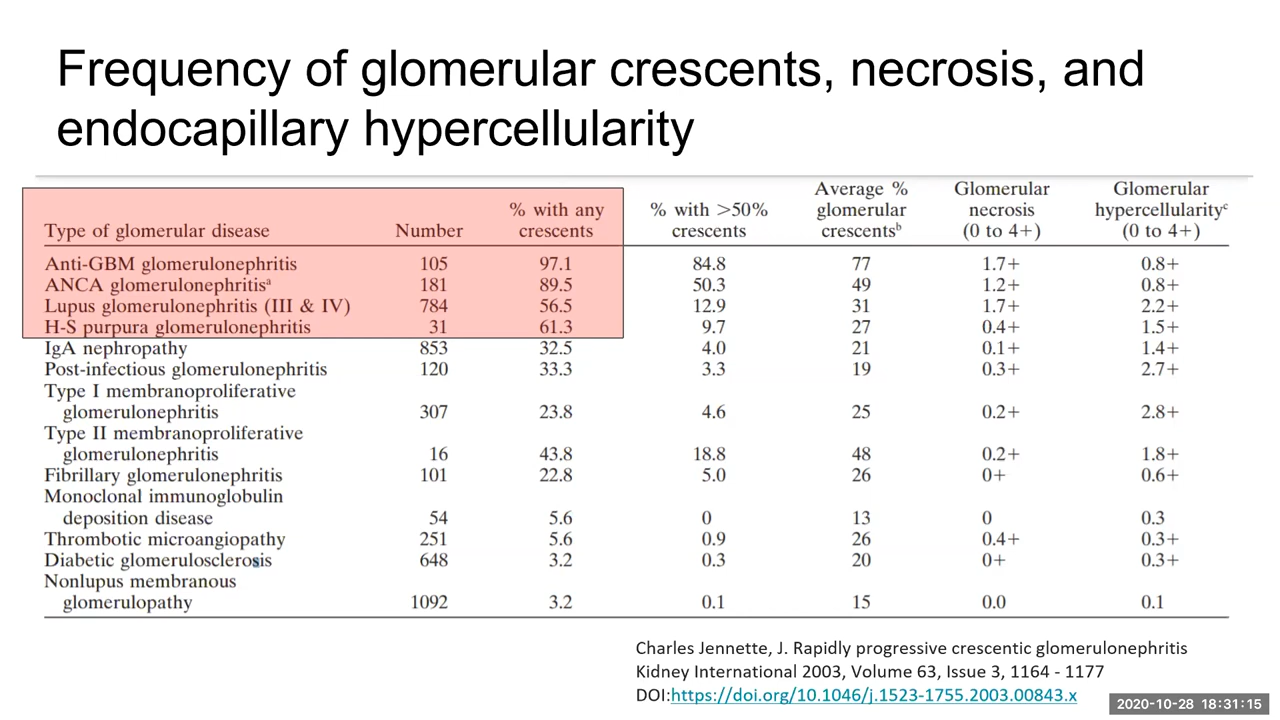 Frequency of glomerular crescents, necrosis, and
endocapillary hypercellularity
Average % Glomerular Glomerular
% with any % with >50% glomerular necrosis hypercellularityᶜ
Type of glomerular disease Number crescents crescents crescentsᵇ (0 to 4+) (0 to 4+)
Anti-GBM glomerulonephritis 105 97.1 84.8 77 1.7+ 0.8+
ANCA glomerulonephritisᵃ 181 89.5 50.3 49 1.2+ 0.8+
Lupus glomerulonephritis (III & IV) 784 56.5 12.9 31 1.7+ 2.2+
H-S purpura glomerulonephritis 31 61.3 9.7 27 0.4+ 1.5+
IgA nephropathy 853 32.5 4.0 21 0.1+ 1.4+
Post-infectious glomerulonephritis 120 33.3 3.3 19 0.3+ 2.7+
Type I membranoproliferative
glomerulonephritis 307 23.8 4.6 25 0.2+ 2.8+
Type II membranoproliferative
glomerulonephritis 16 43.8 18.8 48 0.2+ 1.8+
Fibrillary glomerulonephritis 101 22.8 5.0 26 0+ 0.6+
Monoclonal immunoglobulin
deposition disease 54 5.6 0 13 0 0.3
Thrombotic microangiopathy 251 5.6 0.9 26 0.4+ 0.3+
Diabetic glomerulosclerosis 648 3.2 0.3 20 0+ 0.3+
Nonlupus membranous
glomerulopathy 1092 3.2 0.1 15 0.0 0.1
Charles Jennette, J. Rapidly progressive crescentic glomerulonephritis
Kidney International 2003, Volume 63, Issue 3, 1164 - 1177
DOI:https://doi.org/10.1046/j.1523-1755.2003.00843.x
2020-10-28 18:31:15